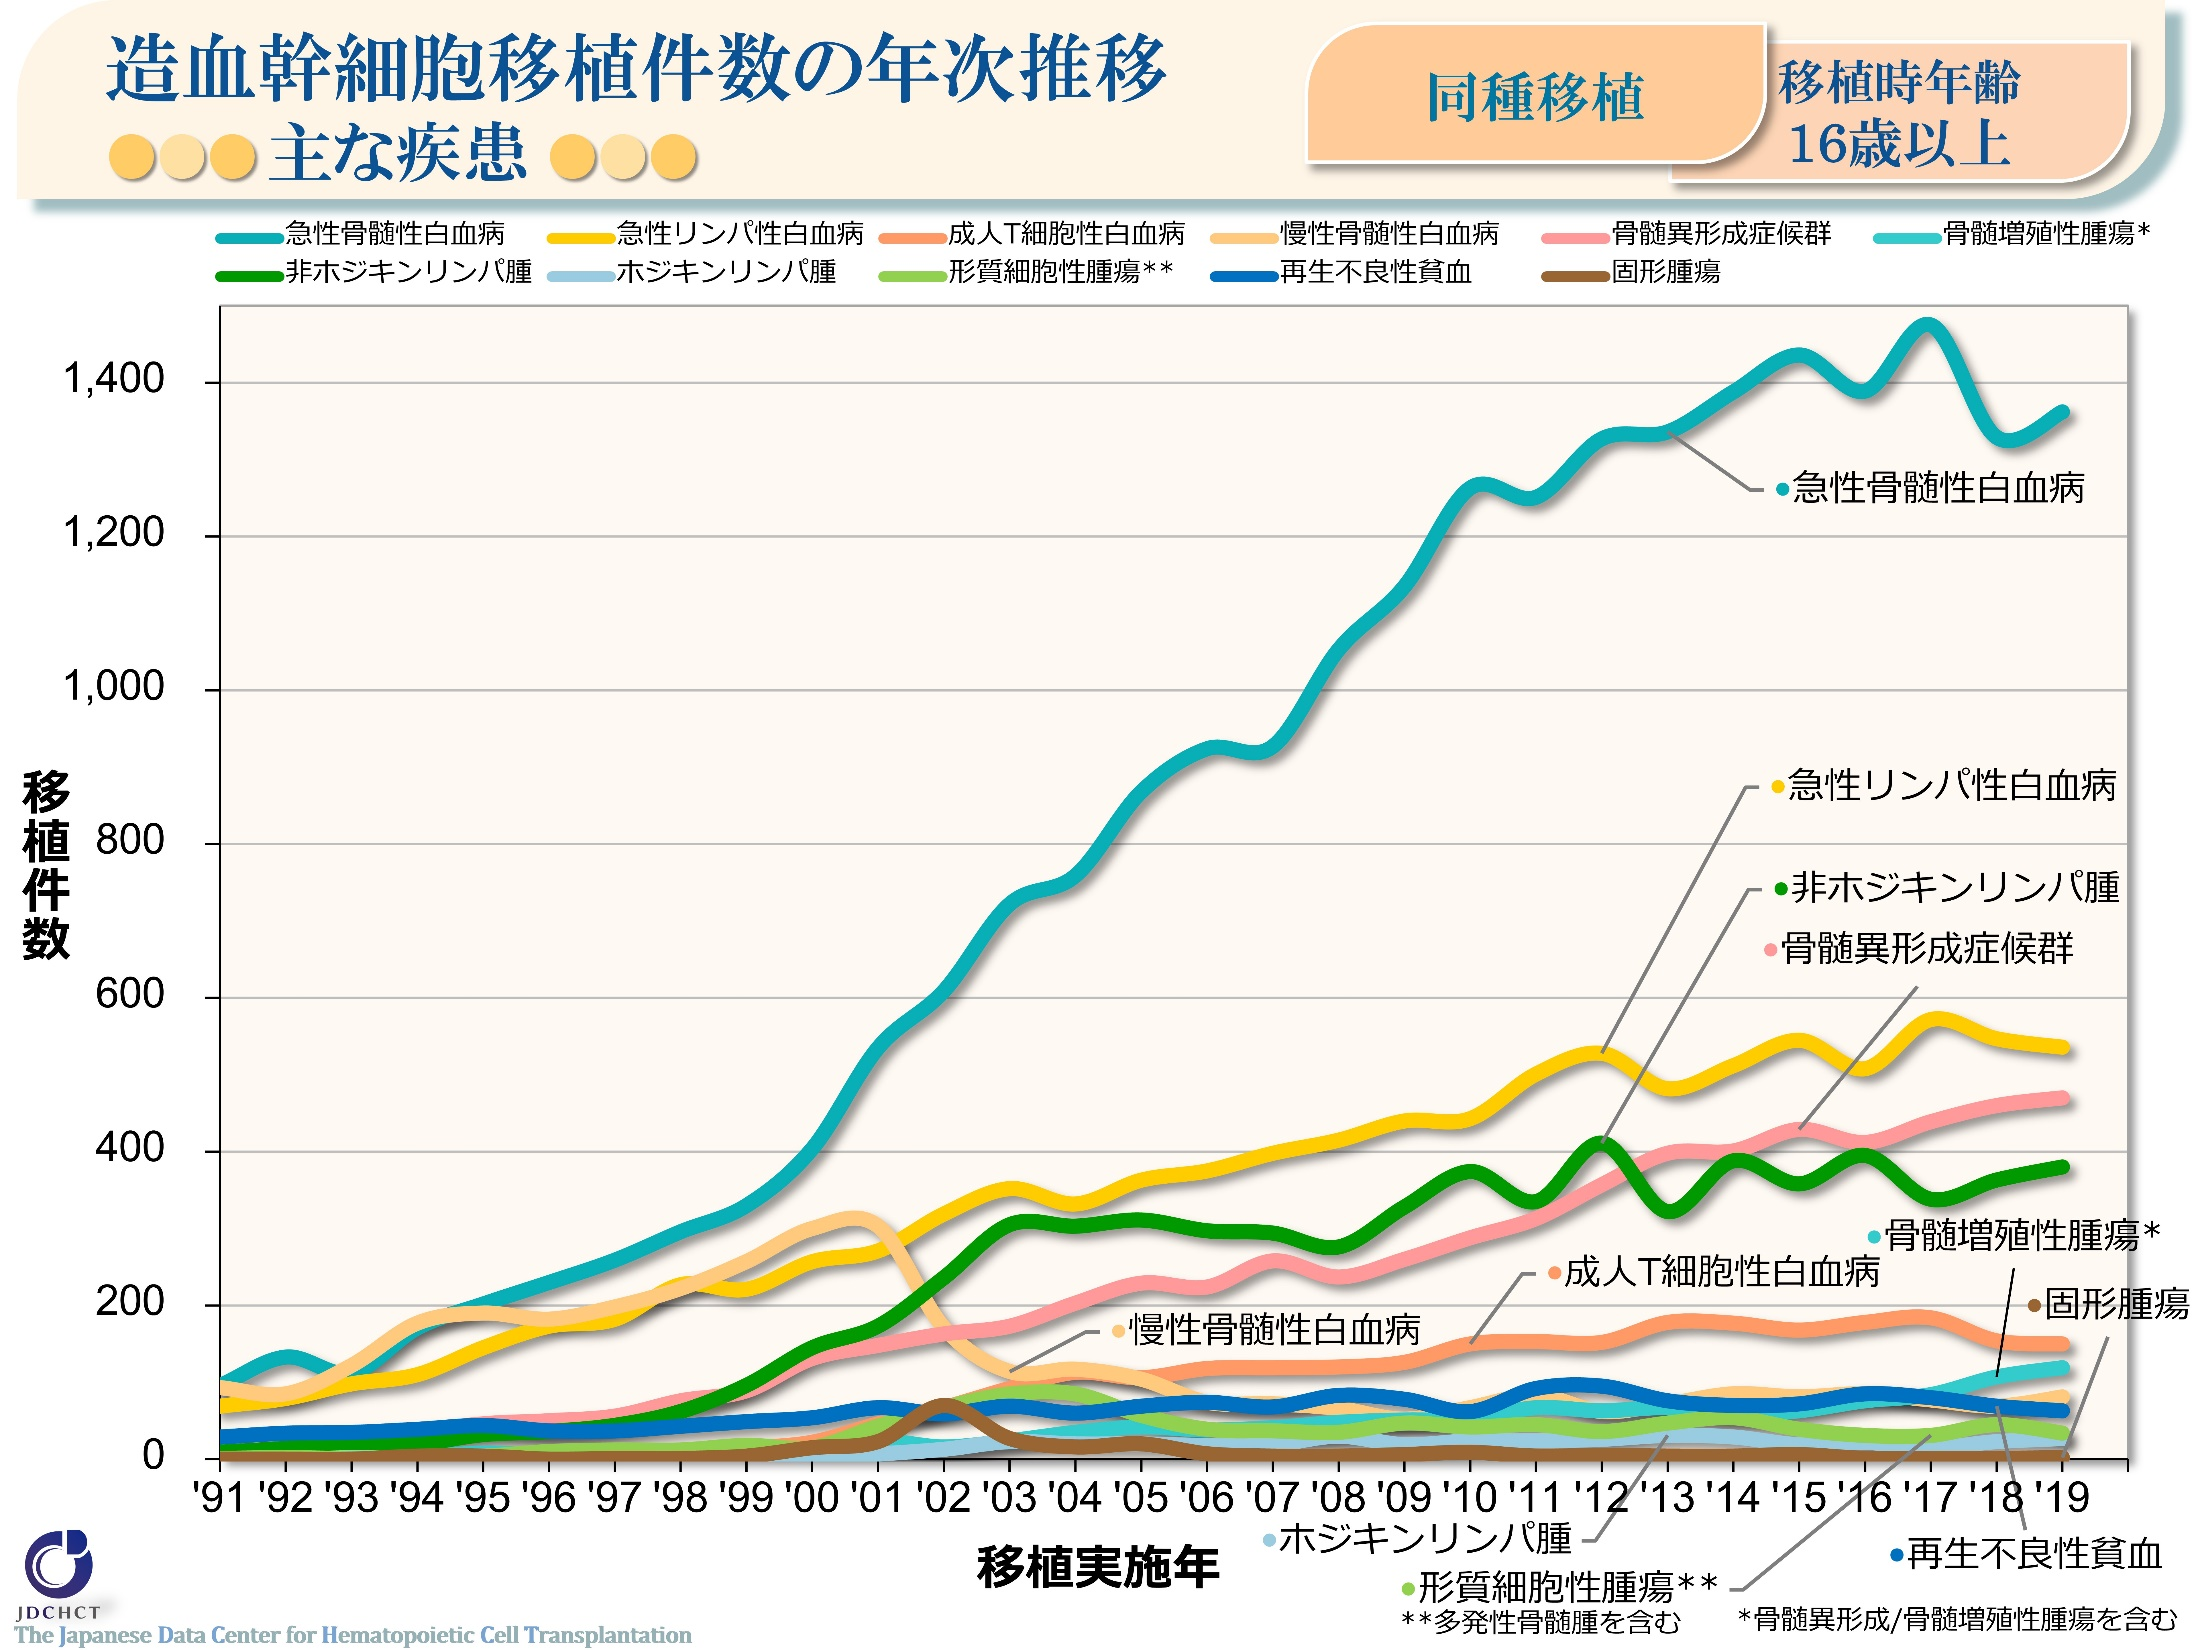 造血幹細胞移植件数の年次推移
主な疾患
同種移植
移植時年齢
16歳以上
急性骨髄性白血病 急性リンパ性白血病 成人T細胞性白血病 慢性骨髄性白血病 骨髄異形成症候群 骨髄増殖性腫瘍*
非ホジキンリンパ腫 ホジキンリンパ腫 形質細胞性腫瘍** 再生不良性貧血 固形腫瘍
移植件数
1,400
1,200
1,000
800
600
400
200
0
急性骨髄性白血病
急性リンパ性白血病
非ホジキンリンパ腫
骨髄異形成症候群
骨髄増殖性腫瘍*
成人T細胞性白血病
固形腫瘍
慢性骨髄性白血病
'91 '92 '93 '94 '95 '96 '97 '98 '99 '00 '01 '02 '03 '04 '05 '06 '07 '08 '09 '10 '11 '12 '13 '14 '15 '16 '17 '18 '19
ホジキンリンパ腫
再生不良性貧血
移植実施年
形質細胞性腫瘍**
**多発性骨髄腫を含む
*骨髄異形成/骨髄増殖性腫瘍を含む
JDCHCT
The Japanese Data Center for Hematopoietic Cell Transplantation